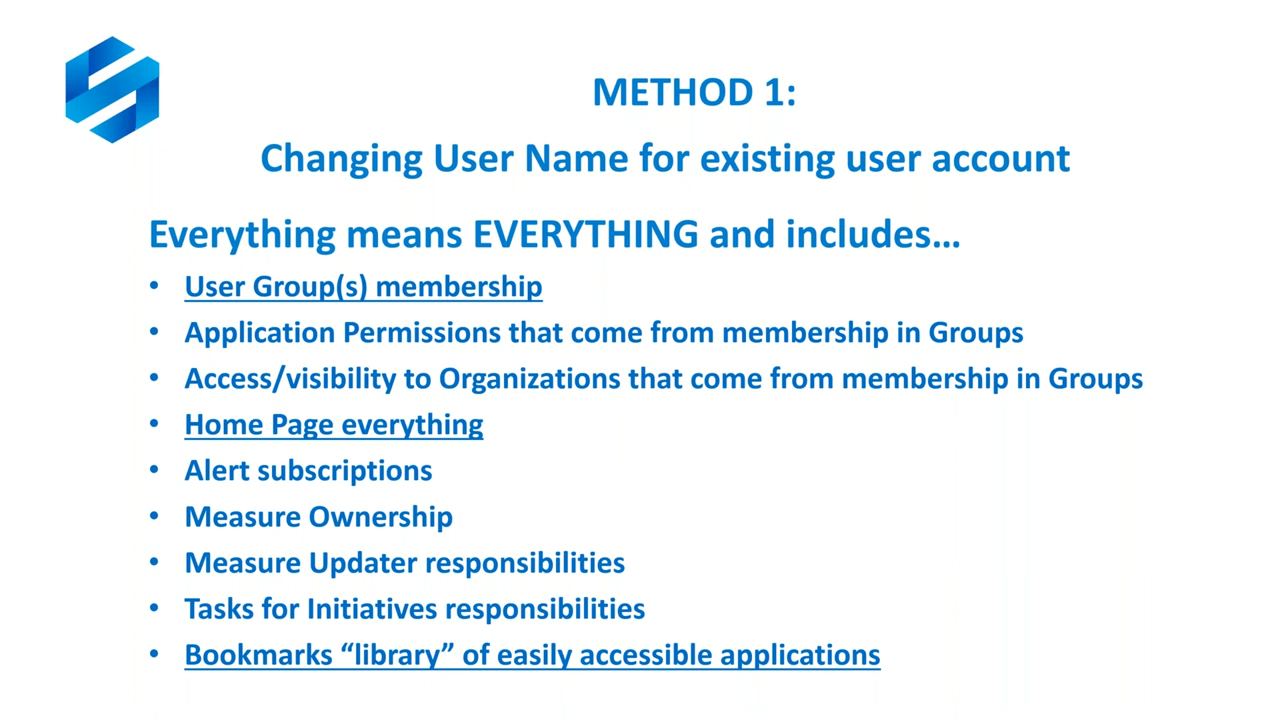 METHOD 1:
Changing User Name for existing user account
Everything means EVERYTHING and includes…
• User Group(s) membership
• Application Permissions that come from membership in Groups
• Access/visibility to Organizations that come from membership in Groups
• Home Page everything
• Alert subscriptions
• Measure Ownership
• Measure Updater responsibilities
• Tasks for Initiatives responsibilities
• Bookmarks “library” of easily accessible applications